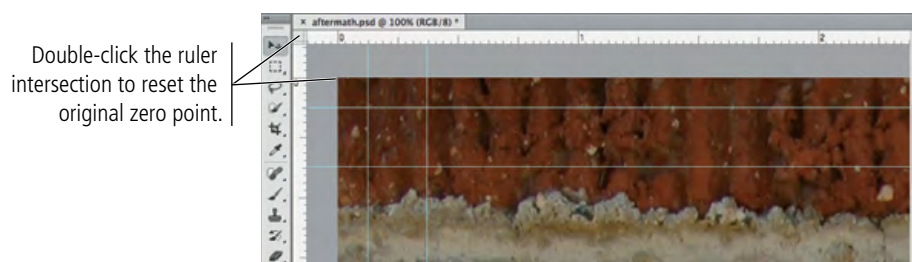 × aftermath.psd @ 100% (RGB/8) *
0 1 2
Double-click the ruler
intersection to reset the
original zero point.